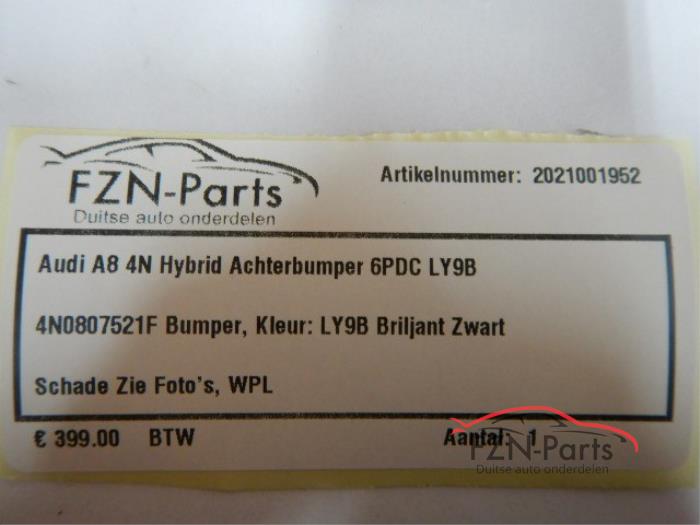 FZN-Parts
Duitse auto onderdelen
Artikelnummer: 2021001952
Audi A8 4N Hybrid Achterbumper 6PDC LY9B
4N0807521F Bumper, Kleur: LY9B Briljant Zwart
Schade Zie Foto's, WPL
€ 399.00 BTW
Aantal: 1
FZN-Parts
Duitse auto onderdelen